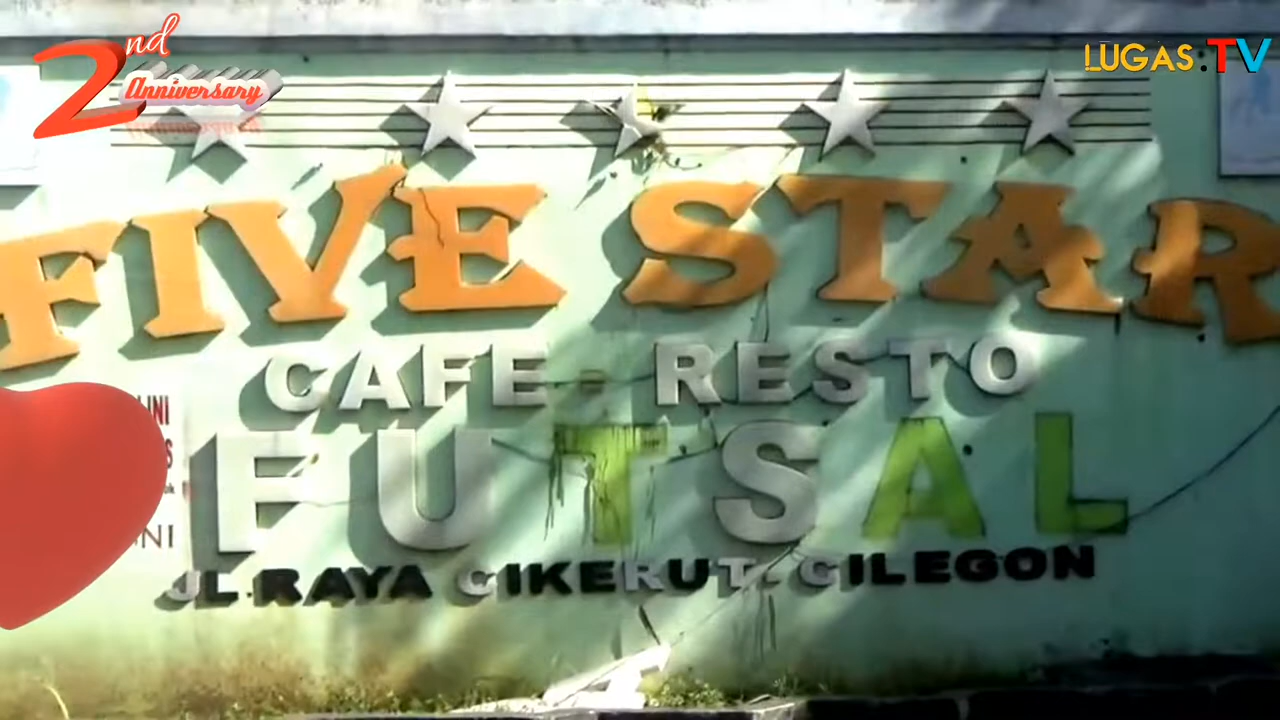 2nd
Anniversary
LUGAS.TV
FIVE STAR
CAFE - RESTO
FUTSAL
JL.RAYA CIKERUT. CILEGON